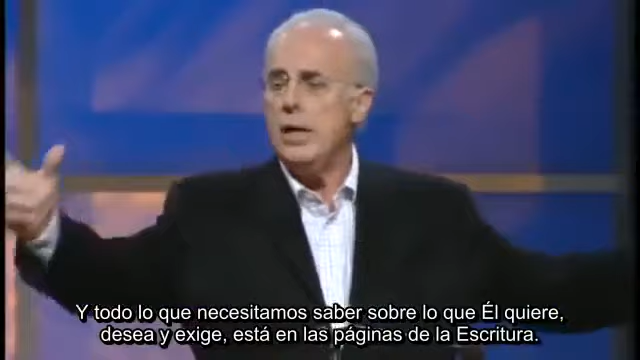 Y todo lo que necesitamos saber sobre lo que Él quiere,
desea y exige, está en las páginas de la Escritura.